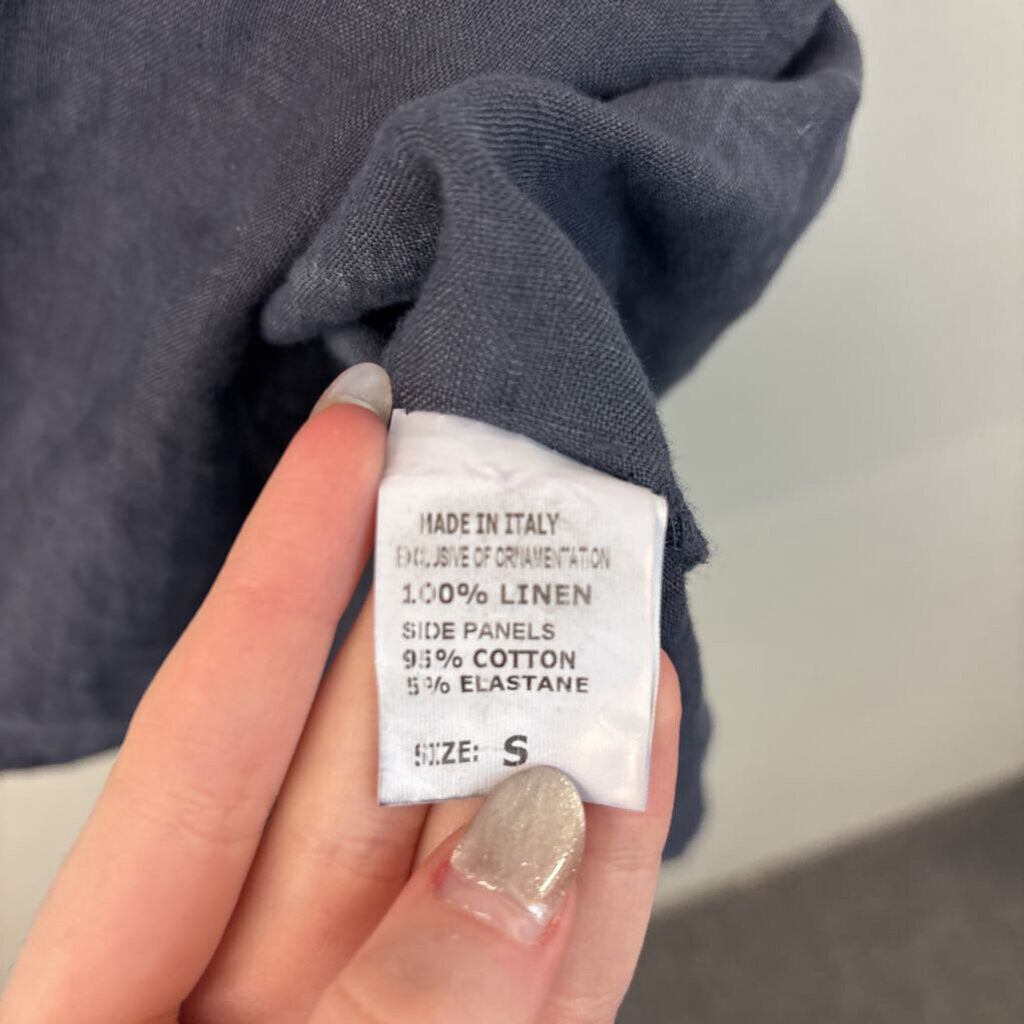 MADE IN ITALY
EXCLUSIVE OF ORNAMENTATION
100% LINEN
SIDE PANELS
95% COTTON
5% ELASTANE
SIZE: S